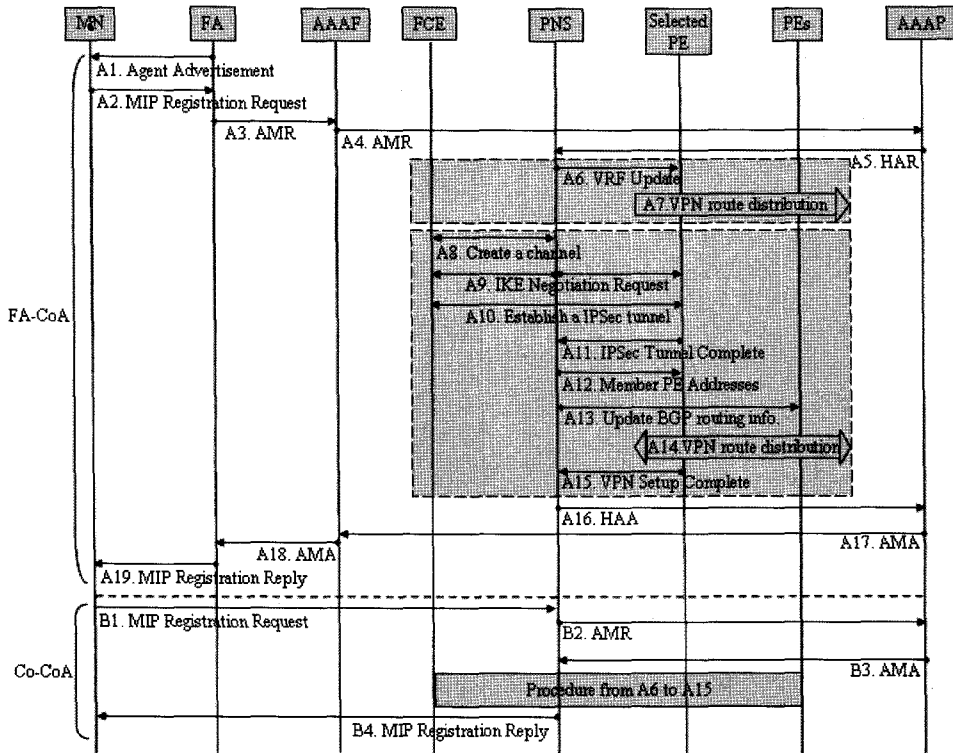 MN FA AAAF FCE PNS Selected PE PEs AAAP
A1. Agent Advertisement
A2. MIP Registration Request
A3. AMR
A4. AMR
A5. HAR
A6. VRF Update
A7 VPN route distribution
A8. Create a channel
A9. IKE Negotiation Request
FA-CoA
A10. Establish a IPSec tunnel
A11. IPSec Tunnel Complete
A12. Member PE Addresses
A13. Update BGP routing info.
A14 VPN route distribution
A15. VPN Setup Complete
A16. HAA
A17. AMA
A18. AMA
A19. MIP Registration Reply
B1. MIP Registration Request
B2. AMR
Co-CoA
B3. AMA
Procedure from A6 to A15
B4. MIP Registration Reply